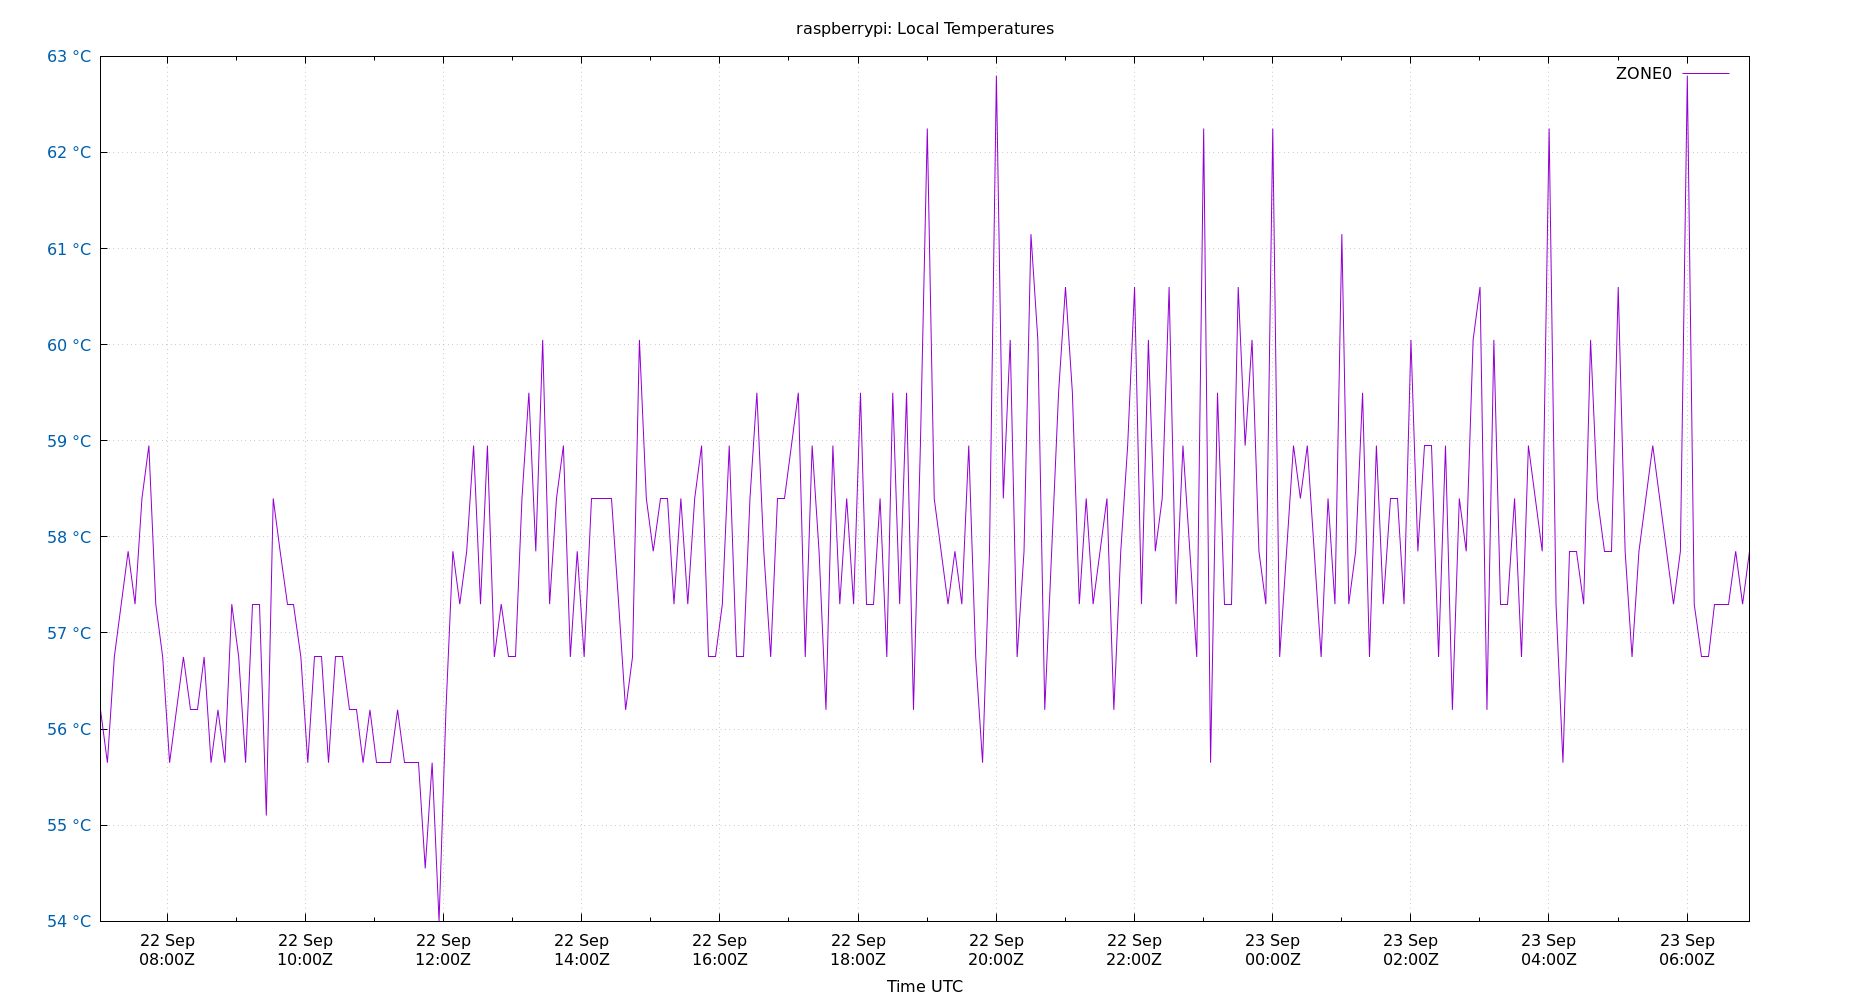 raspberrypi: Local Temperatures
63 °C
ZONE0
62 °C
61 °C
60 °C
59 °C
58 °C
57 °C
56 °C
55 °C
54 °C
22 Sep 22 Sep 22 Sep 22 Sep 22 Sep 22 Sep 22 Sep 22 Sep 23 Sep 23 Sep 23 Sep 23 Sep
08:00Z 10:00Z 12:00Z 14:00Z 16:00Z 18:00Z 20:00Z 22:00Z 00:00Z 02:00Z 04:00Z 06:00Z
Time UTC